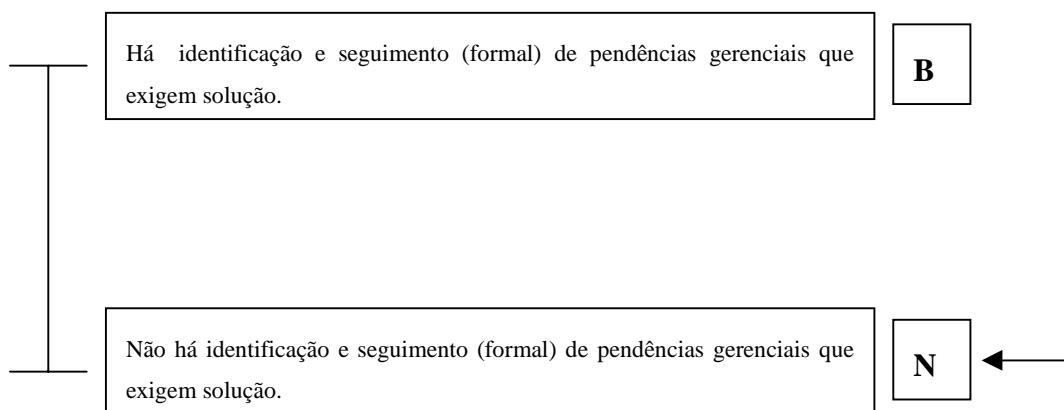 Há identificação e seguimento (formal) de pendências gerenciais que
exigem solução.
B
Não há identificação e seguimento (formal) de pendências gerenciais que
exigem solução.
N